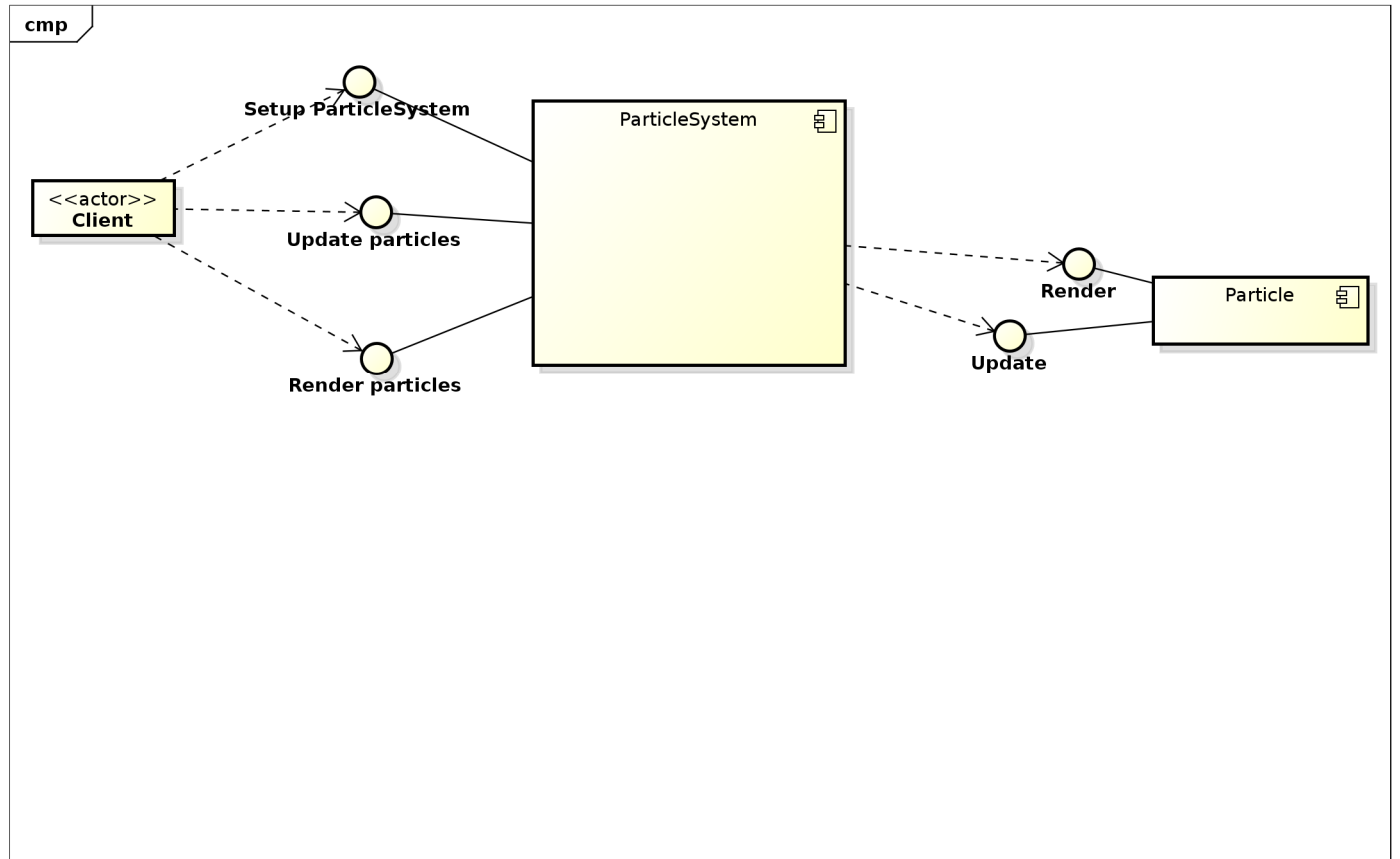 cmp
Setup ParticleSystem
ParticleSystem
<<actor>>
Client
Update particles
Render
Particle
Update
Render particles